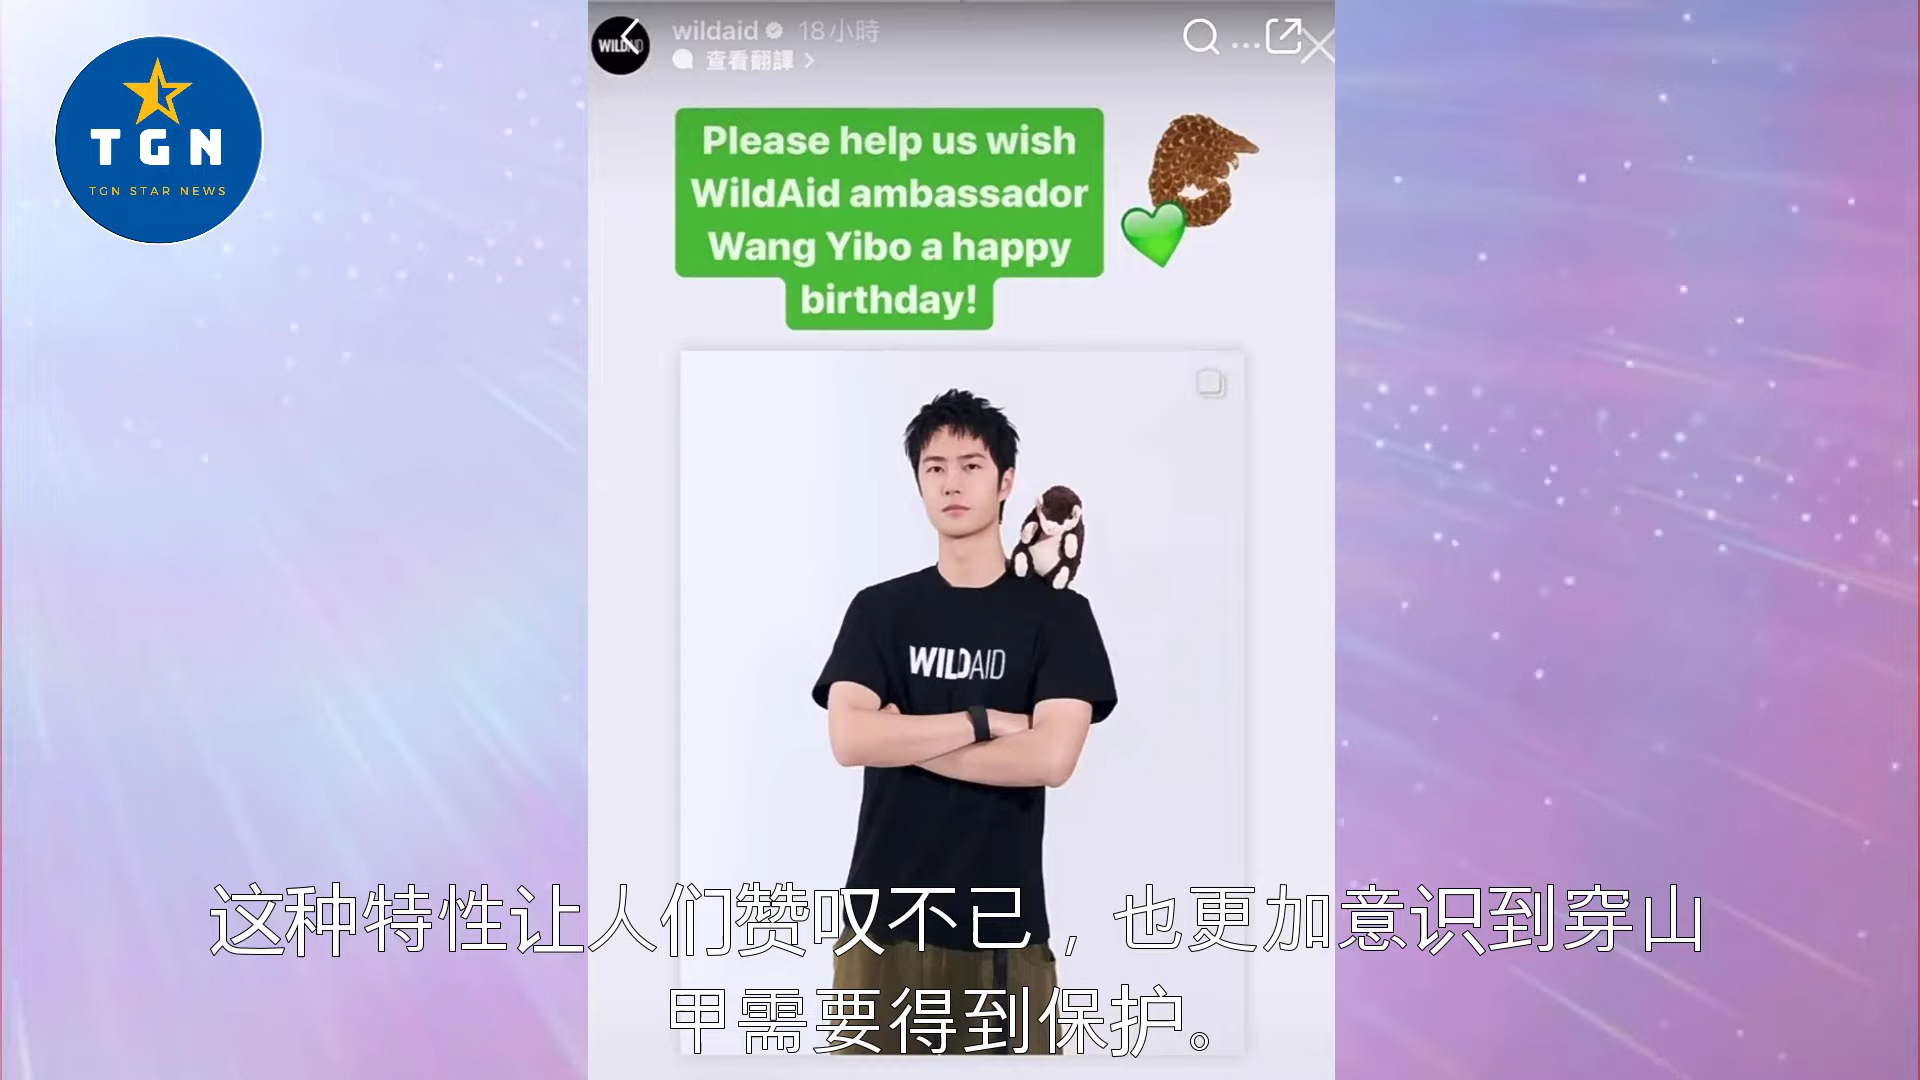 TGN
TGN STAR NEWS
WILDAID
wildaid 18小時
查看翻譯
Please help us wish
WildAid ambassador
Wang Yibo a happy
birthday!
WILDAID
这种特性让人们赞叹不已，也更加意识到穿山
甲需要得到保护。